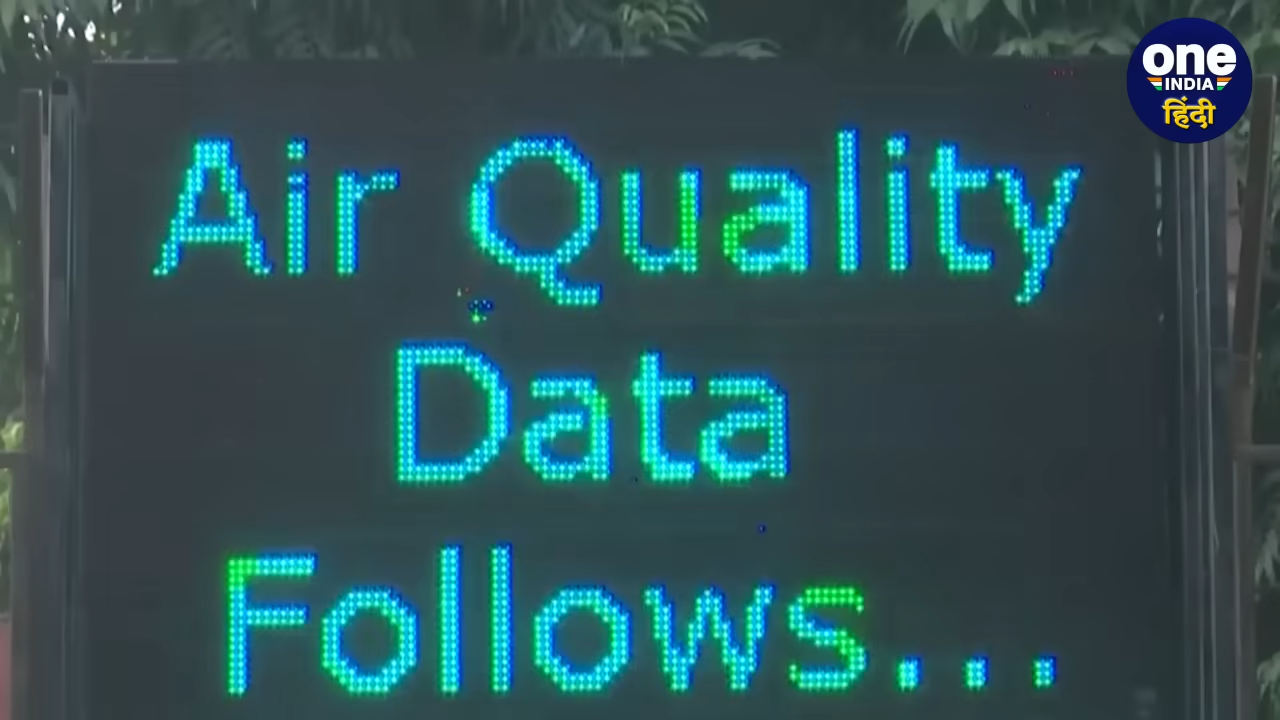 one
INDIA
हिंदी
Air Quality
Data
Follows...